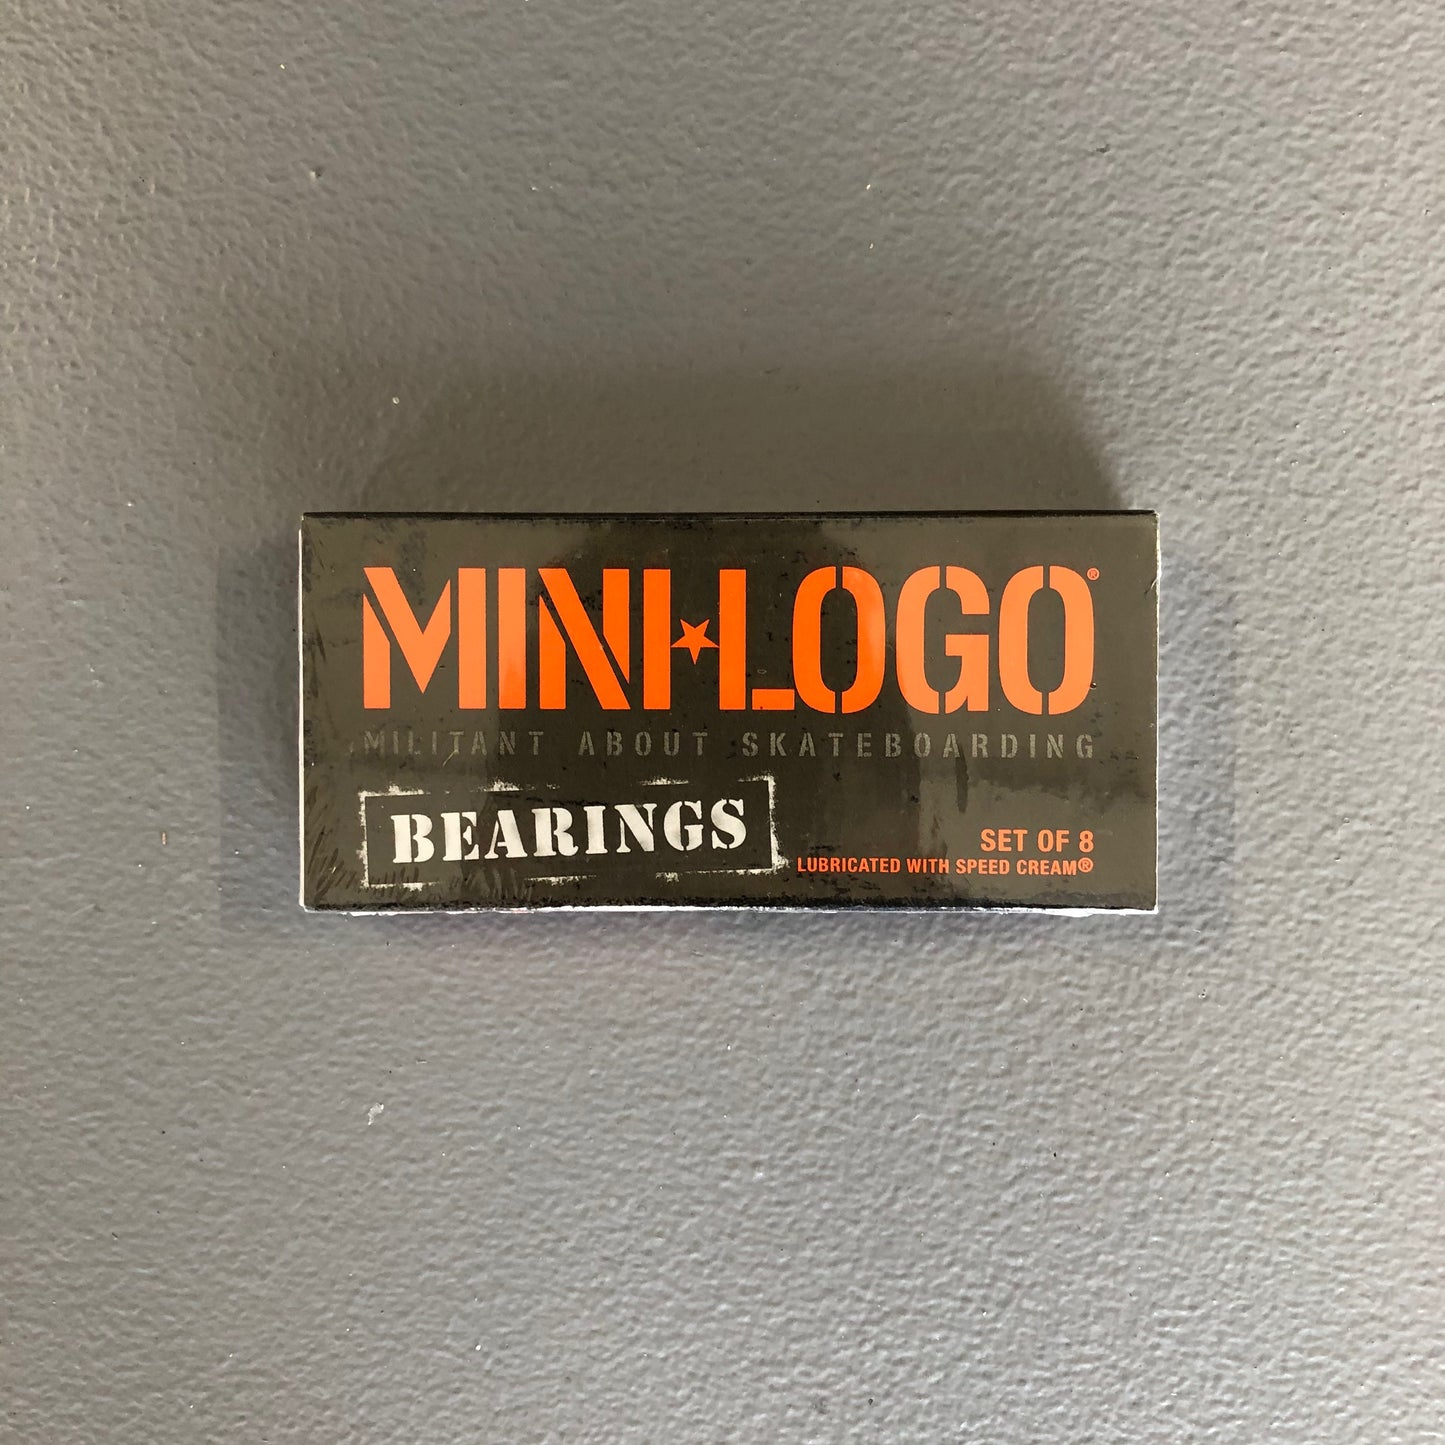 MINI★LOGO®
MILITANT ABOUT SKATEBOARDING
BEARINGS
SET OF 8
LUBRICATED WITH SPEED CREAM®